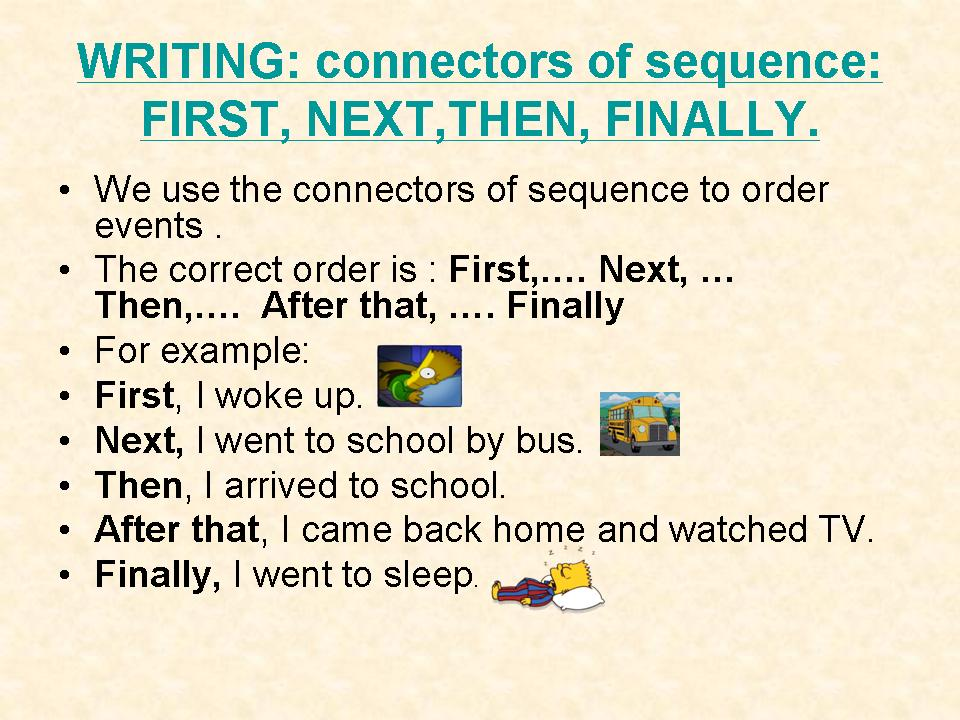 WRITING: connectors of sequence:
FIRST, NEXT,THEN, FINALLY.
• We use the connectors of sequence to order
events .
• The correct order is : First,…. Next, …
Then,…. After that, …. Finally
• For example:
• First, I woke up.
• Next, I went to school by bus.
• Then, I arrived to school.
• After that, I came back home and watched TV.
• Finally, I went to sleep.